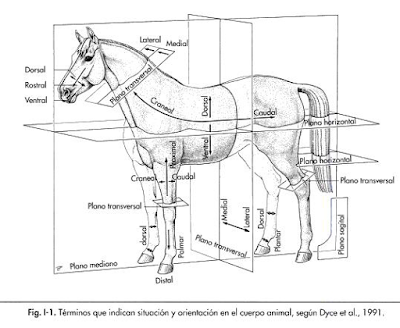 Lateral
Medial
Dorsal
Rostral
Ventral
Plano transversal
Craneal
Dorsal
Caudal
Plano horizontal
Ventral
Proximal
Plano horizontal
Craneal
Caudal
Plano transversal
Plano transversal
Medial
Lateral
dorsal
Palmar
Dorsal
Plantar
Plano sagital
Plano transversal
Plano mediano
Distal
Fig. I-1. Términos que indican situación y orientación en el cuerpo animal, según Dyce et al., 1991.